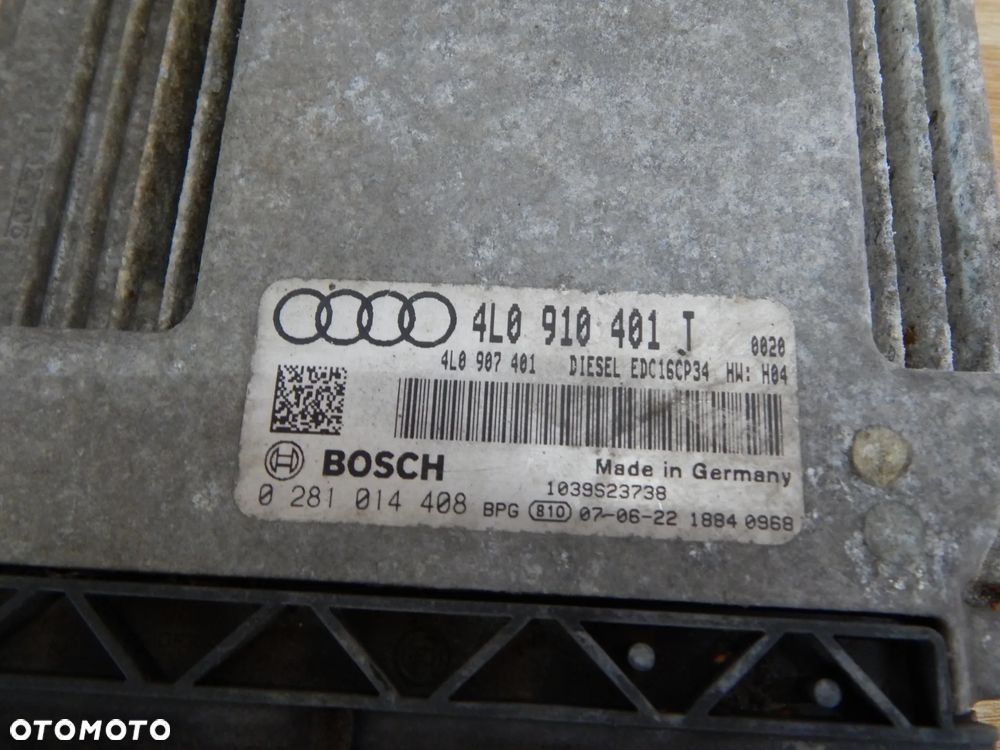 4L0 910 401 J 0020
4L0 907 401 DIESEL EDC16CP34 HW: H04
BOSCH
Made in Germany
1039S23738
0 281 014 408 BPG 810 07-06-22 1884 0968
OTOMOTO